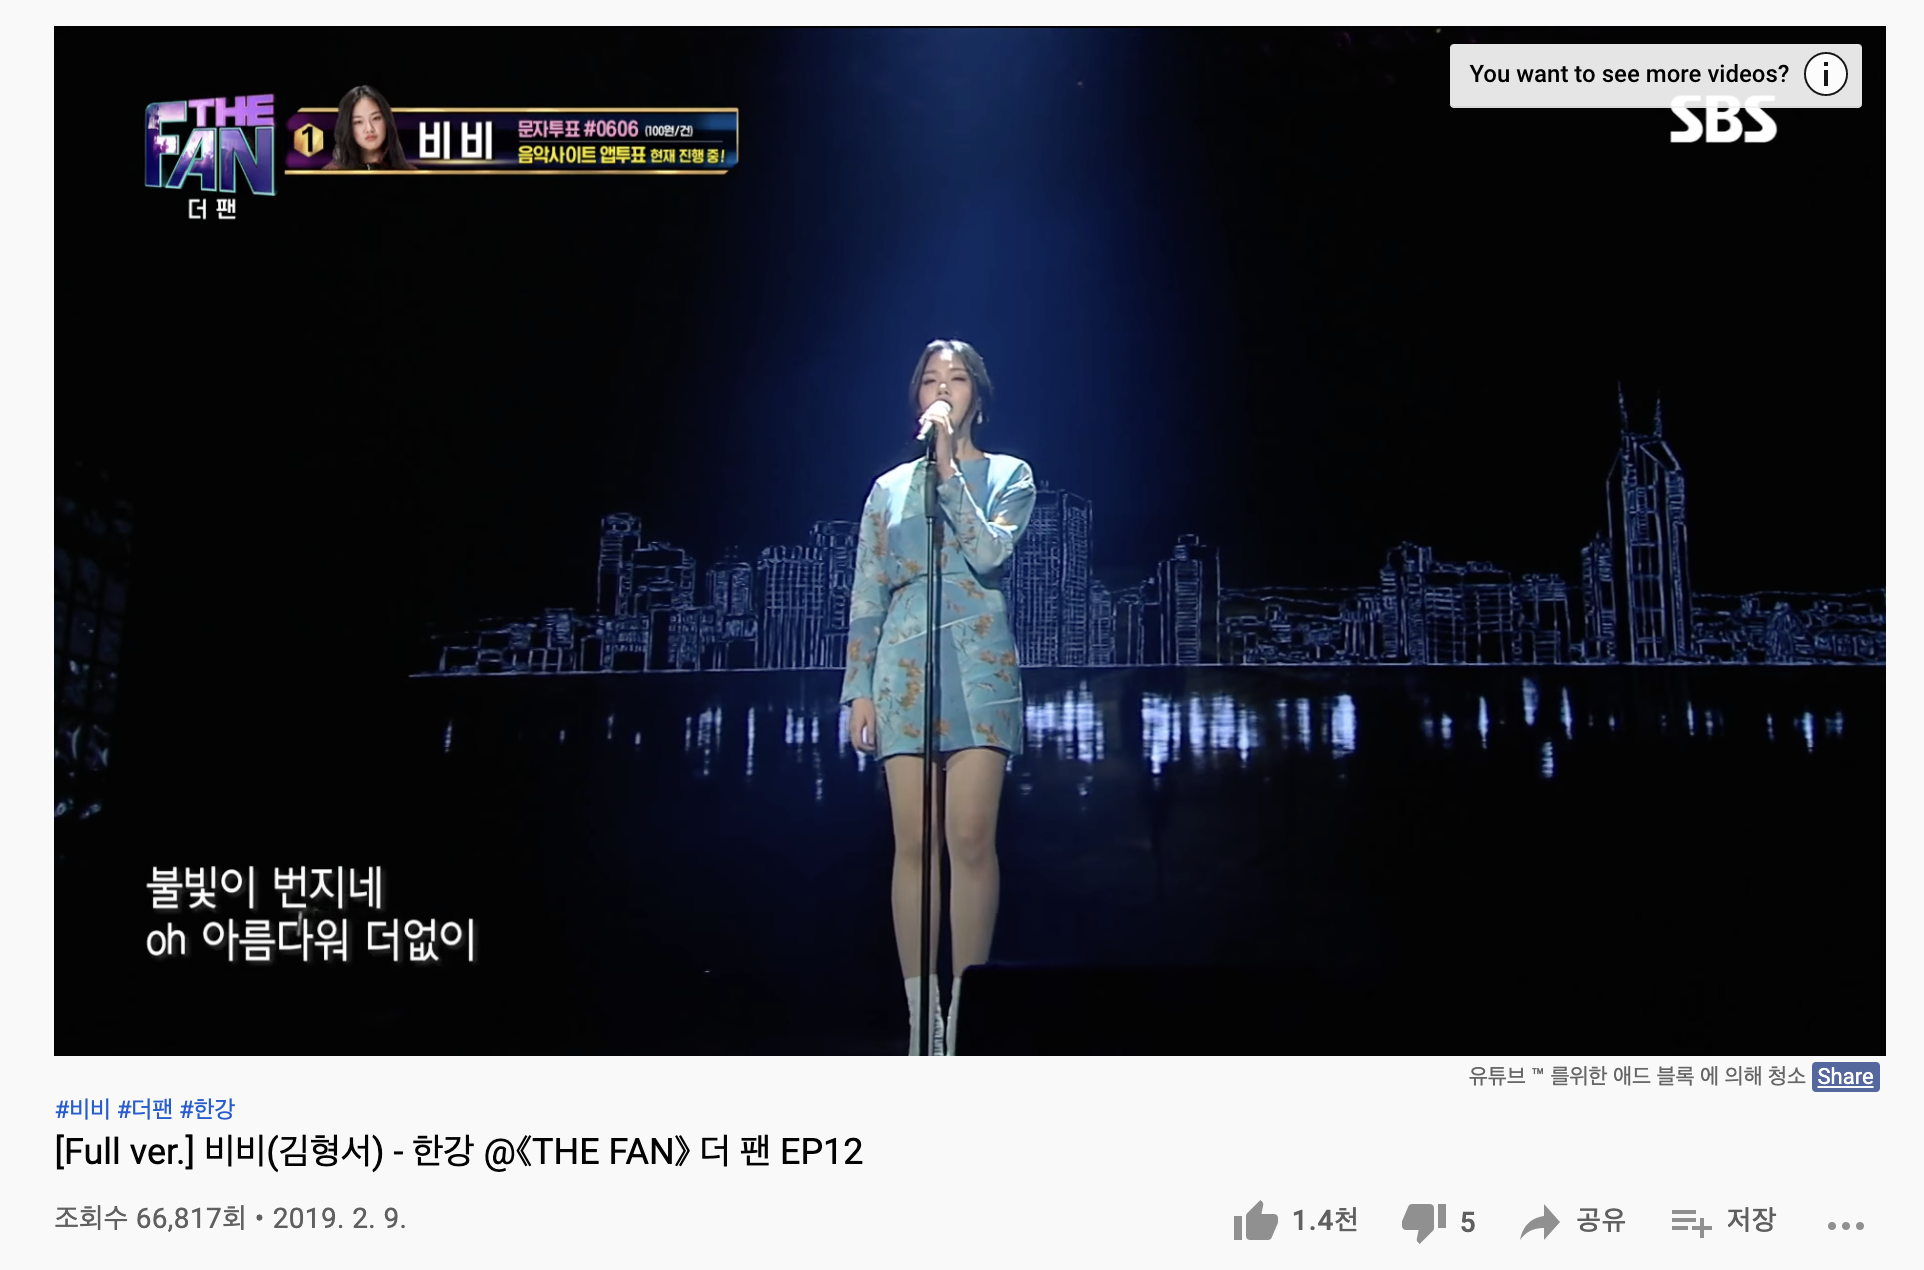 You want to see more videos?
SBS
THE
FAN
더 팬
1
비비
문자투표 #0606 (100원/건)
음악사이트 앱투표 현재 진행 중!
불빛이 번지네
oh 아름다워 더없이
유튜브 ™ 를위한 애드 블록 에 의해 청소 Share
#비비 #더팬 #한강
[Full ver.] 비비(김형서) - 한강 @《THE FAN》 더 팬 EP12
조회수 66,817회 • 2019. 2. 9.
1.4천 5 공유 저장